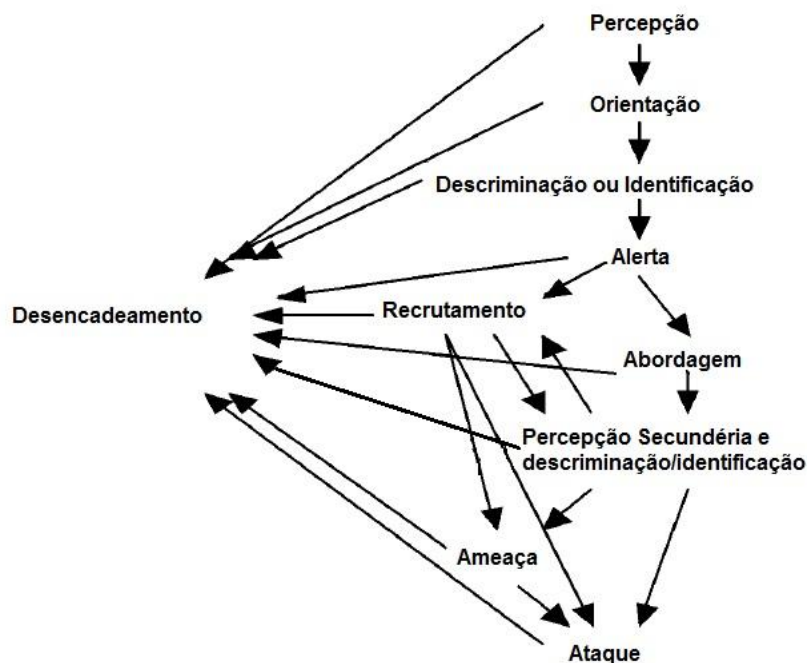 Percepção
Orientação
Descriminação ou Identificação
Alerta
Desencadeamento
Recrutamento
Abordagem
Percepção Secundéria e
descriminação/identificação
Ameaça
Ataque